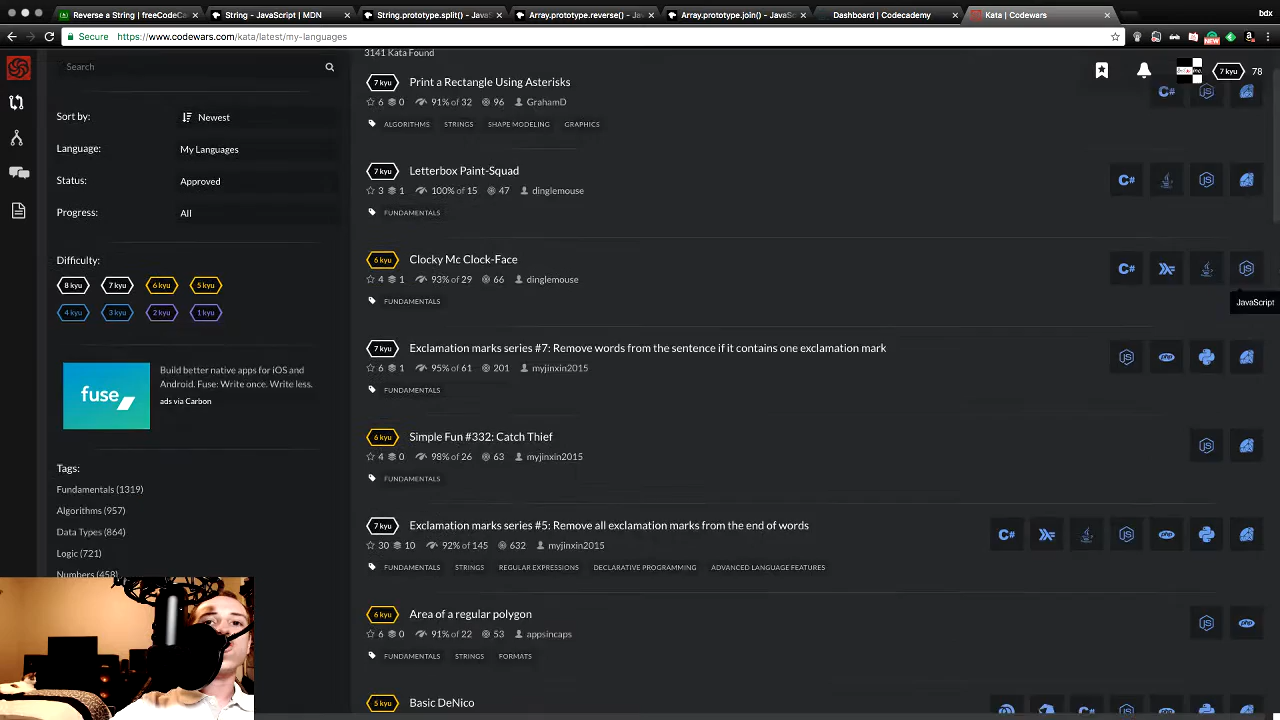 Reverse a String | freeCodeCa
String - JavaScript | MDN
String.prototype.split() - Ja
Array.prototype.reverse() - J
Array.prototype.join() - Java
Dashboard | Codecademy
Kata | Codewars
bdx
Secure
https://www.codewars.com/kata/latest/my-languages
NEW
Search
Sort by:
Newest
Language:
My Languages
Status:
Approved
Progress:
All
Difficulty:
8 kyu
7 kyu
6 kyu
5 kyu
4 kyu
3 kyu
2 kyu
1 kyu
fuse
Build better native apps for iOS and
Android. Fuse: Write once. Write less.
ads via Carbon
Tags:
Fundamentals (1319)
Algorithms (957)
Data Types (864)
Logic (721)
Numbers (458)
3141 Kata Found
7 kyu
78
7 kyu Print a Rectangle Using Asterisks
6 0 91% of 32 96 GrahamD
C#
ALGORITHMS STRINGS SHAPE MODELING GRAPHICS
7 kyu Letterbox Paint-Squad
3 1 100% of 15 47 dinglemouse
C#
FUNDAMENTALS
6 kyu Clocky Mc Clock-Face
4 1 93% of 29 66 dinglemouse
C#
FUNDAMENTALS
JavaScript
7 kyu Exclamation marks series #7: Remove words from the sentence if it contains one exclamation mark
6 1 95% of 61 201 myjinxin2015
php
FUNDAMENTALS
6 kyu Simple Fun #332: Catch Thief
4 0 98% of 26 63 myjinxin2015
FUNDAMENTALS
7 kyu Exclamation marks series #5: Remove all exclamation marks from the end of words
30 10 92% of 145 632 myjinxin2015
C#
php
FUNDAMENTALS STRINGS REGULAR EXPRESSIONS DECLARATIVE PROGRAMMING ADVANCED LANGUAGE FEATURES
6 kyu Area of a regular polygon
6 0 91% of 22 53 appsincaps
php
FUNDAMENTALS STRINGS FORMATS
5 kyu Basic DeNico
C#